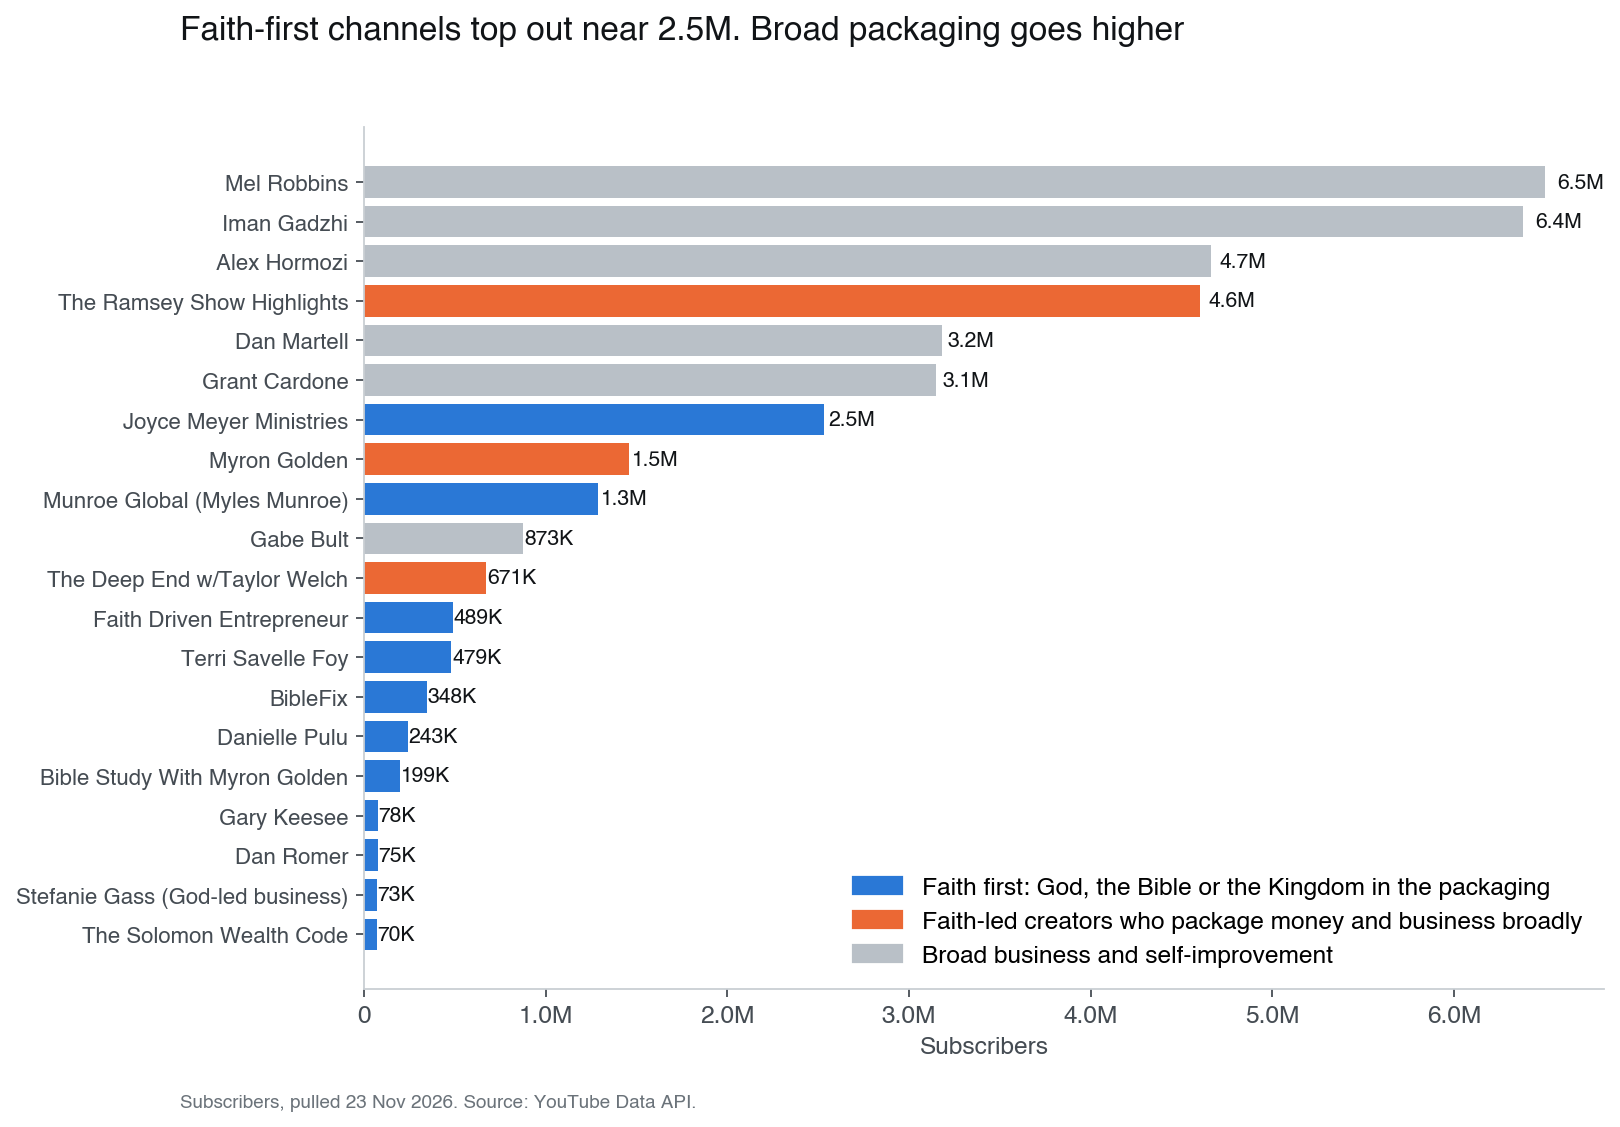 Faith-first channels top out near 2.5M. Broad packaging goes higher
Mel Robbins 6.5M
Iman Gadzhi 6.4M
Alex Hormozi 4.7M
The Ramsey Show Highlights 4.6M
Dan Martell 3.2M
Grant Cardone 3.1M
Joyce Meyer Ministries 2.5M
Myron Golden 1.5M
Munroe Global (Myles Munroe) 1.3M
Gabe Bult 873K
The Deep End w/Taylor Welch 671K
Faith Driven Entrepreneur 489K
Terri Savelle Foy 479K
BibleFix 348K
Danielle Pulu 243K
Bible Study With Myron Golden 199K
Gary Keesee 78K
Dan Romer 75K
Stefanie Gass (God-led business) 73K
The Solomon Wealth Code 70K
Faith first: God, the Bible or the Kingdom in the packaging
Faith-led creators who package money and business broadly
Broad business and self-improvement
0 1.0M 2.0M 3.0M 4.0M 5.0M 6.0M
Subscribers
Subscribers, pulled 23 Nov 2026. Source: YouTube Data API.